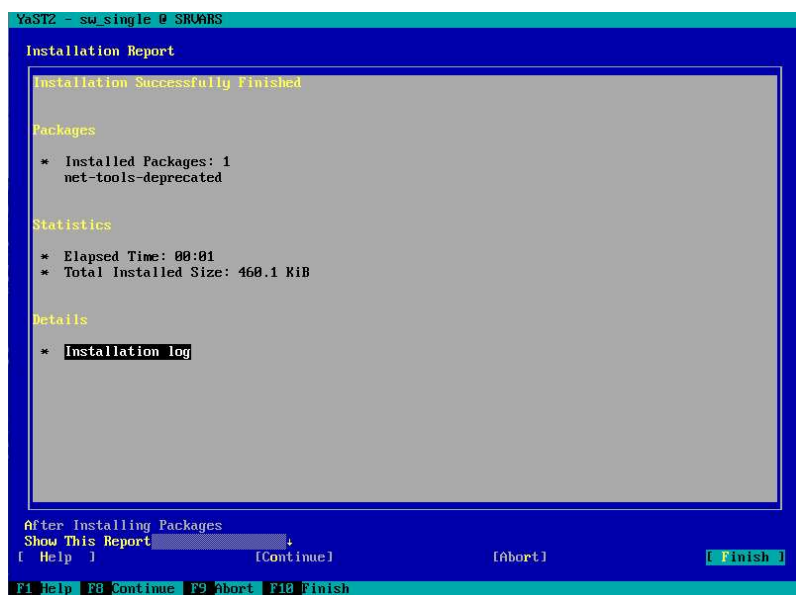 YaST2 - sw_single @ SRVARS
Installation Report
Installation Successfully Finished
Packages
* Installed Packages: 1
net-tools-deprecated
Statistics
* Elapsed Time: 00:01
* Total Installed Size: 460.1 KiB
Details
* Installation log
After Installing Packages
Show This Report↓
[ Help ] [Continue] [Abort] [ Finish ]
F1 Help F8 Continue F9 Abort F10 Finish